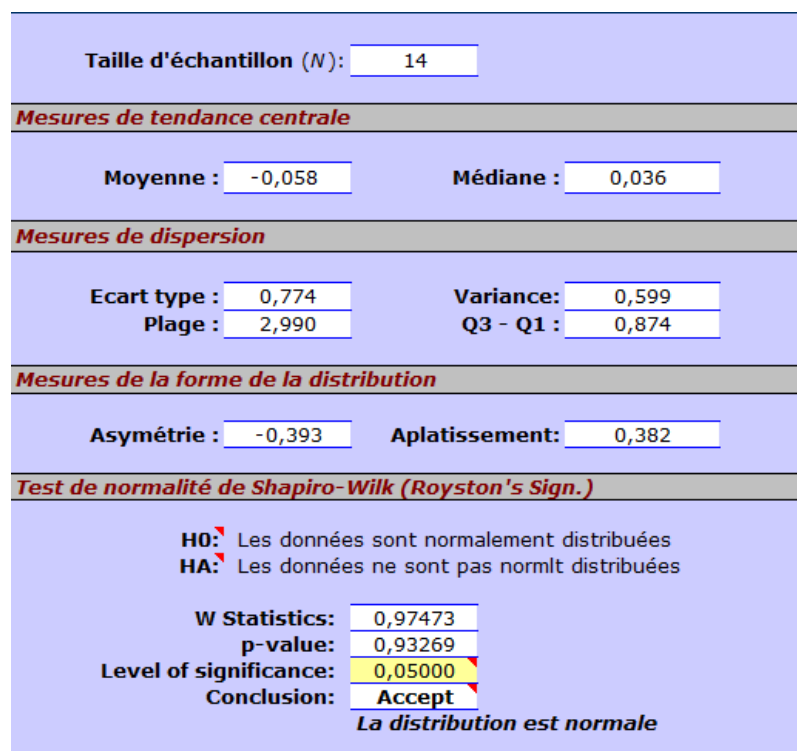 Taille d'échantillon (N): 14
Mesures de tendance centrale
Moyenne : -0,058 Médiane : 0,036
Mesures de dispersion
Ecart type : 0,774 Variance: 0,599
Plage : 2,990 Q3 - Q1 : 0,874
Mesures de la forme de la distribution
Asymétrie : -0,393 Aplatissement: 0,382
Test de normalité de Shapiro-Wilk (Royston's Sign.)
H0: Les données sont normalement distribuées
HA: Les données ne sont pas normlt distribuées
W Statistics: 0,97473
p-value: 0,93269
Level of significance: 0,05000
Conclusion: Accept
La distribution est normale